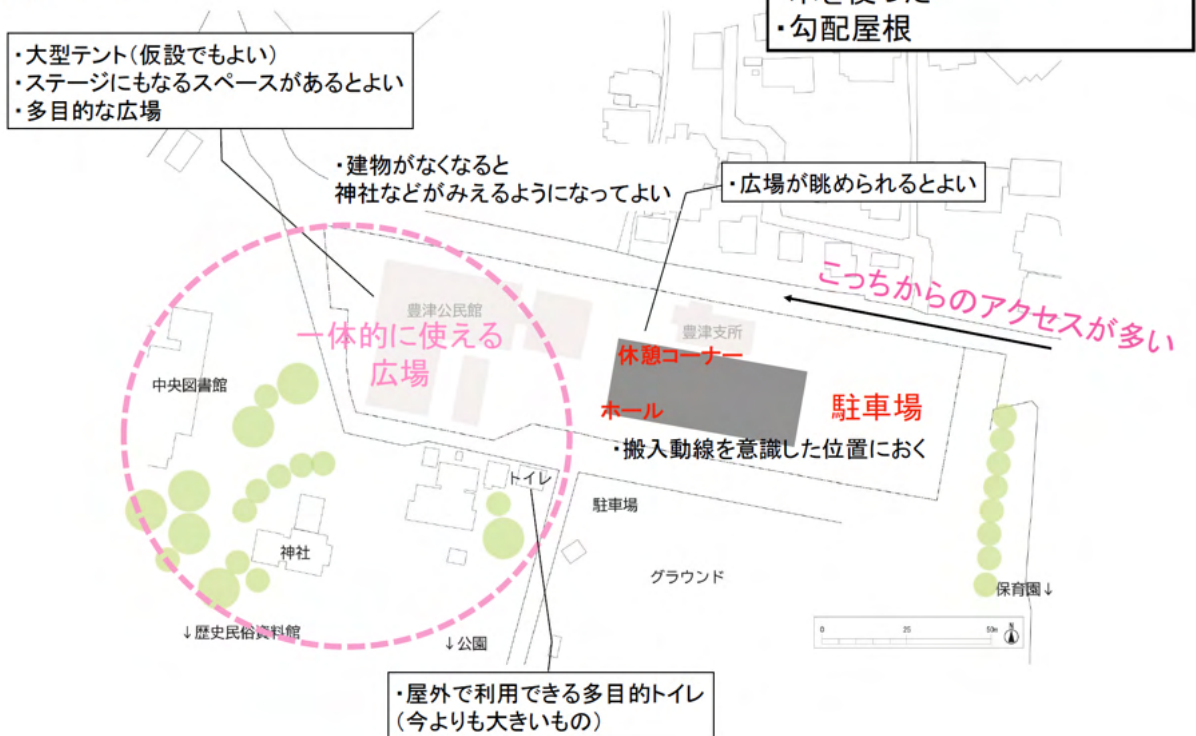 ・勾配屋根
・大型テント(仮設でもよい)
・ステージにもなるスペースがあるとよい
・多目的な広場
・建物がなくなると
神社などがみえるようになってよい
・広場が眺められるとよい
こっちからのアクセスが多い
豊津公民館
豊津支所
一体的に使える
広場
休憩コーナー
中央図書館
ホール
駐車場
・搬入動線を意識した位置におく
トイレ
駐車場
神社
グラウンド
保育園↓
↓歴史民俗資料館
↓公園
0 25 50m N
・屋外で利用できる多目的トイレ
(今よりも大きいもの)